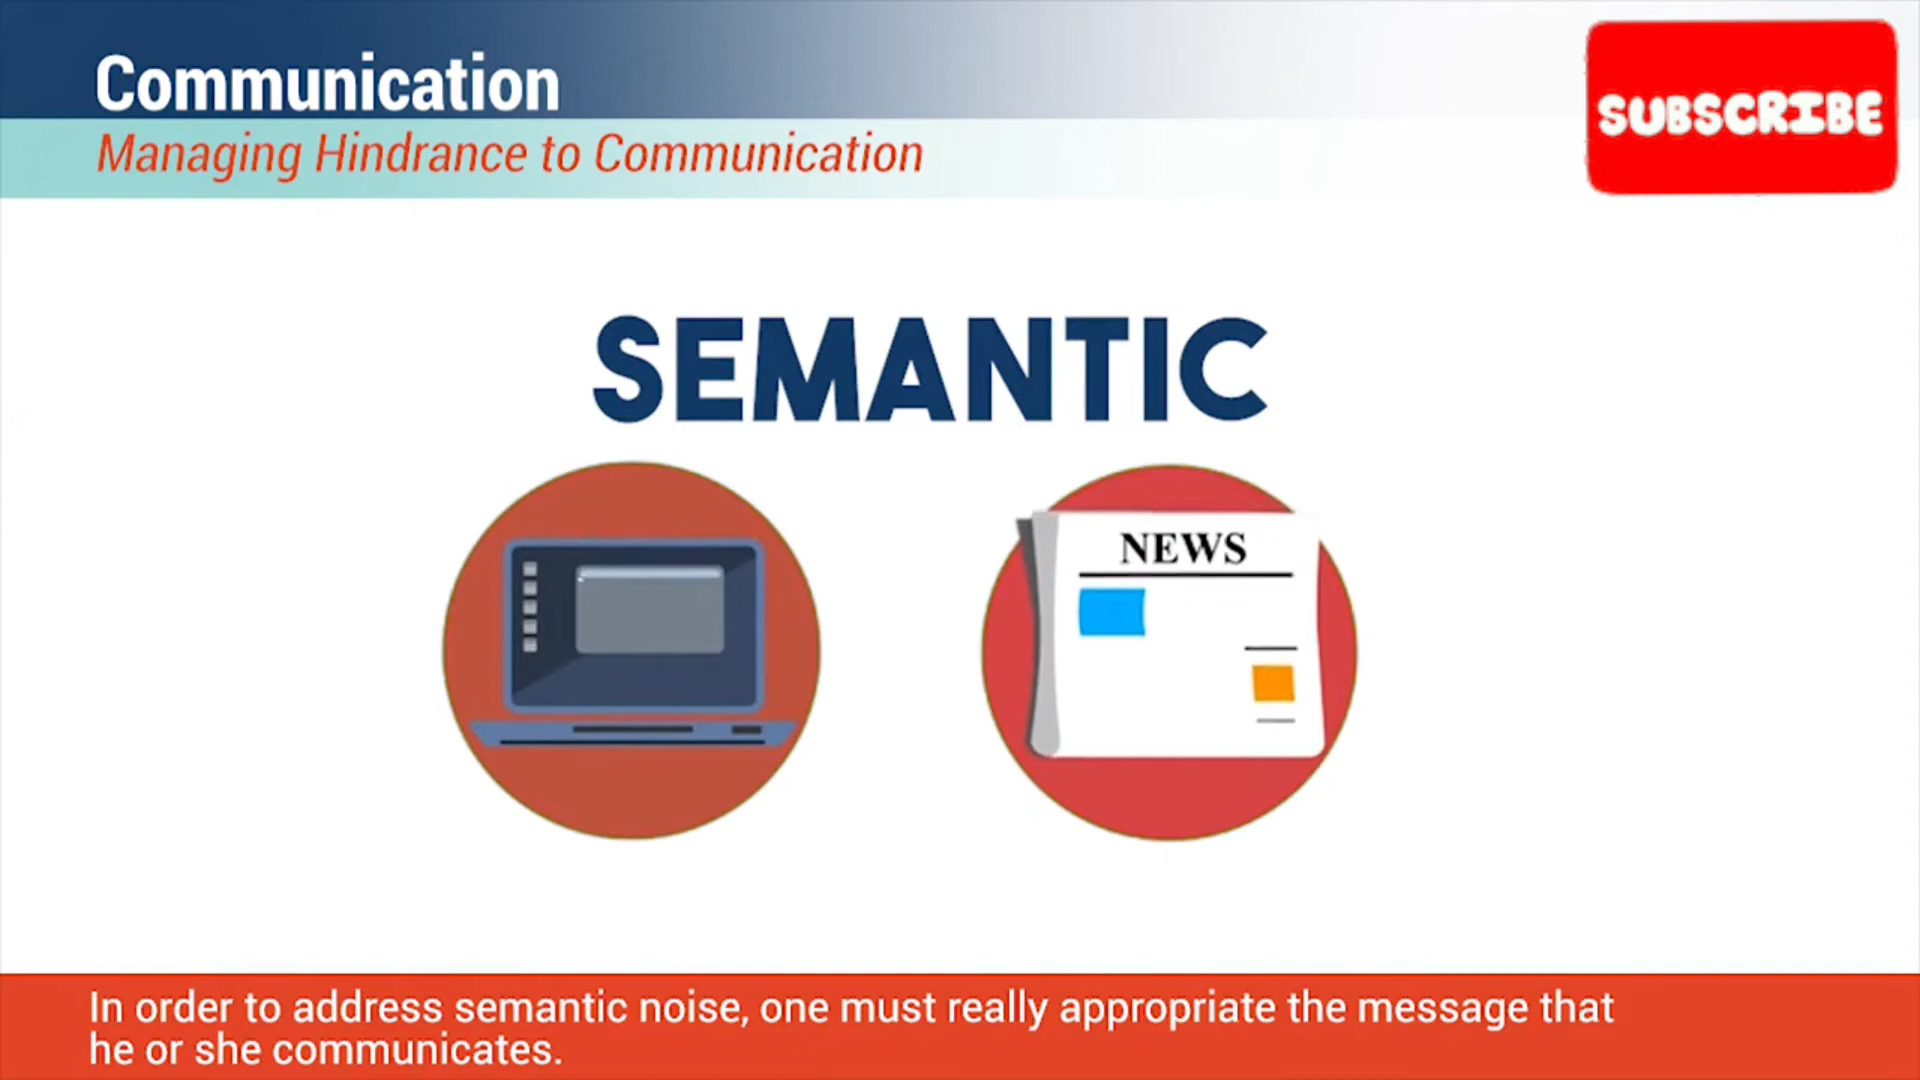 Communication
Managing Hindrance to Communication
SUBSCRIBE
SEMANTIC
NEWS
In order to address semantic noise, one must really appropriate the message that
he or she communicates.